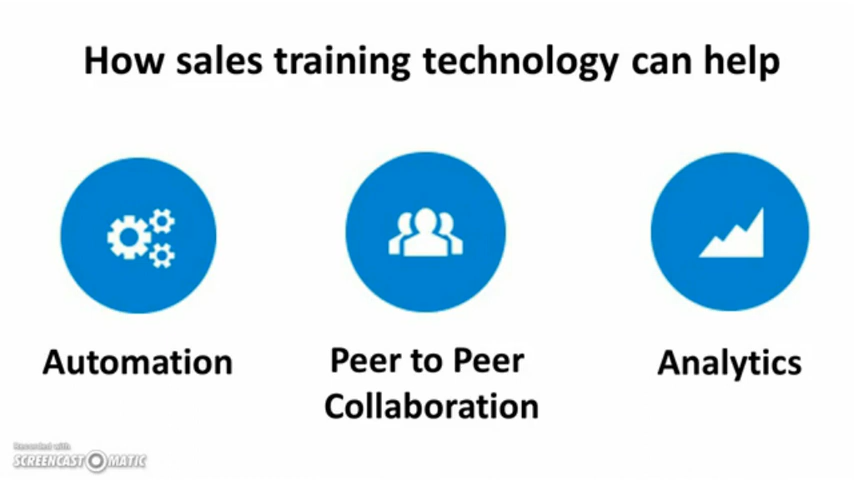 How sales training technology can help
Automation
Peer to Peer
Collaboration
Analytics
Recorded with
SCREENCAST-O-MATIC